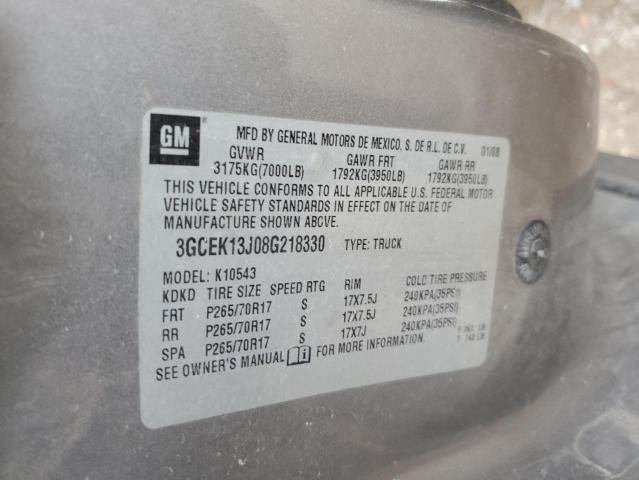 GM
MFD BY GENERAL MOTORS DE MEXICO, S. DE R.L. DE C.V. 01/08
GVWR GAWR FRT GAWR RR
3175KG(7000LB) 1792KG(3950LB) 1792KG(3950LB)
THIS VEHICLE CONFORMS TO ALL APPLICABLE U.S. FEDERAL MOTOR
VEHICLE SAFETY STANDARDS IN EFFECT ON THE DATE OF
MANUFACTURE SHOWN ABOVE.
3GCEK13J08G218330 TYPE: TRUCK
MODEL: K10543
KDKD TIRE SIZE SPEED RTG RIM COLD TIRE PRESSURE
FRT P265/70R17 S 17X7.5J 240KPA(35PSI)
RR P265/70R17 S 17X7.5J 240KPA(35PSI)
SPA P265/70R17 S 17X7J 240KPA(35PSI)
SEE OWNER'S MANUAL FOR MORE INFORMATION.